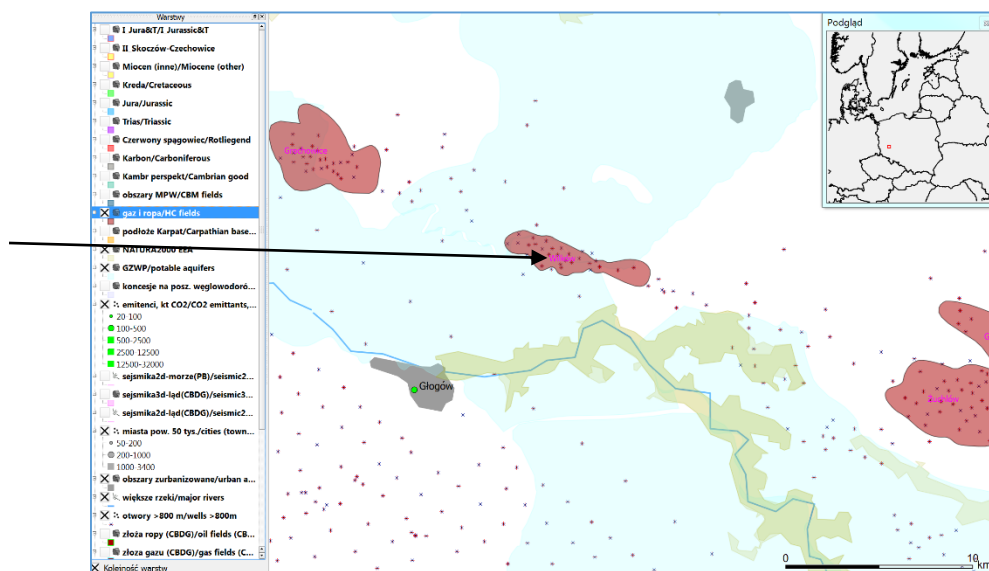 Warstwy
I Jura&T/I Jurassic&T
II Skoczów-Czechowice
Miocen (inne)/Miocene (other)
Kreda/Cretaceous
Jura/Jurassic
Trias/Triassic
Czerwony spągowiec/Rotliegend
Karbon/Carboniferous
Kambr perspekt/Cambrian good
obszary MPW/CBM fields
gaz i ropa/HC fields
podłoże Karpat/Carpathian base...
NATURA2000 EEA
GZWP/potable aquifers
koncesje na posz. węglowodoró...
emitenci, kt CO2/CO2 emittants,...
20-100
100-500
500-2500
2500-12500
12500-32000
sejsmika2d-morze(PB)/seismic2...
sejsmika3d-ląd(CBDG)/seismic3...
sejsmika2d-ląd(CBDG)/seismic2...
miasta pow. 50 tys./cities (town...
50-200
200-1000
1000-3400
obszary zurbanizowane/urban a...
większe rzeki/major rivers
otwory >800 m/wells >800m
złoża ropy (CBDG)/oil fields (CB...
złoza gazu (CBDG)/gas fields (C...
Kolejność warstw
Podgląd
Grochowice
Głogów
Żuchlów
0 10 km